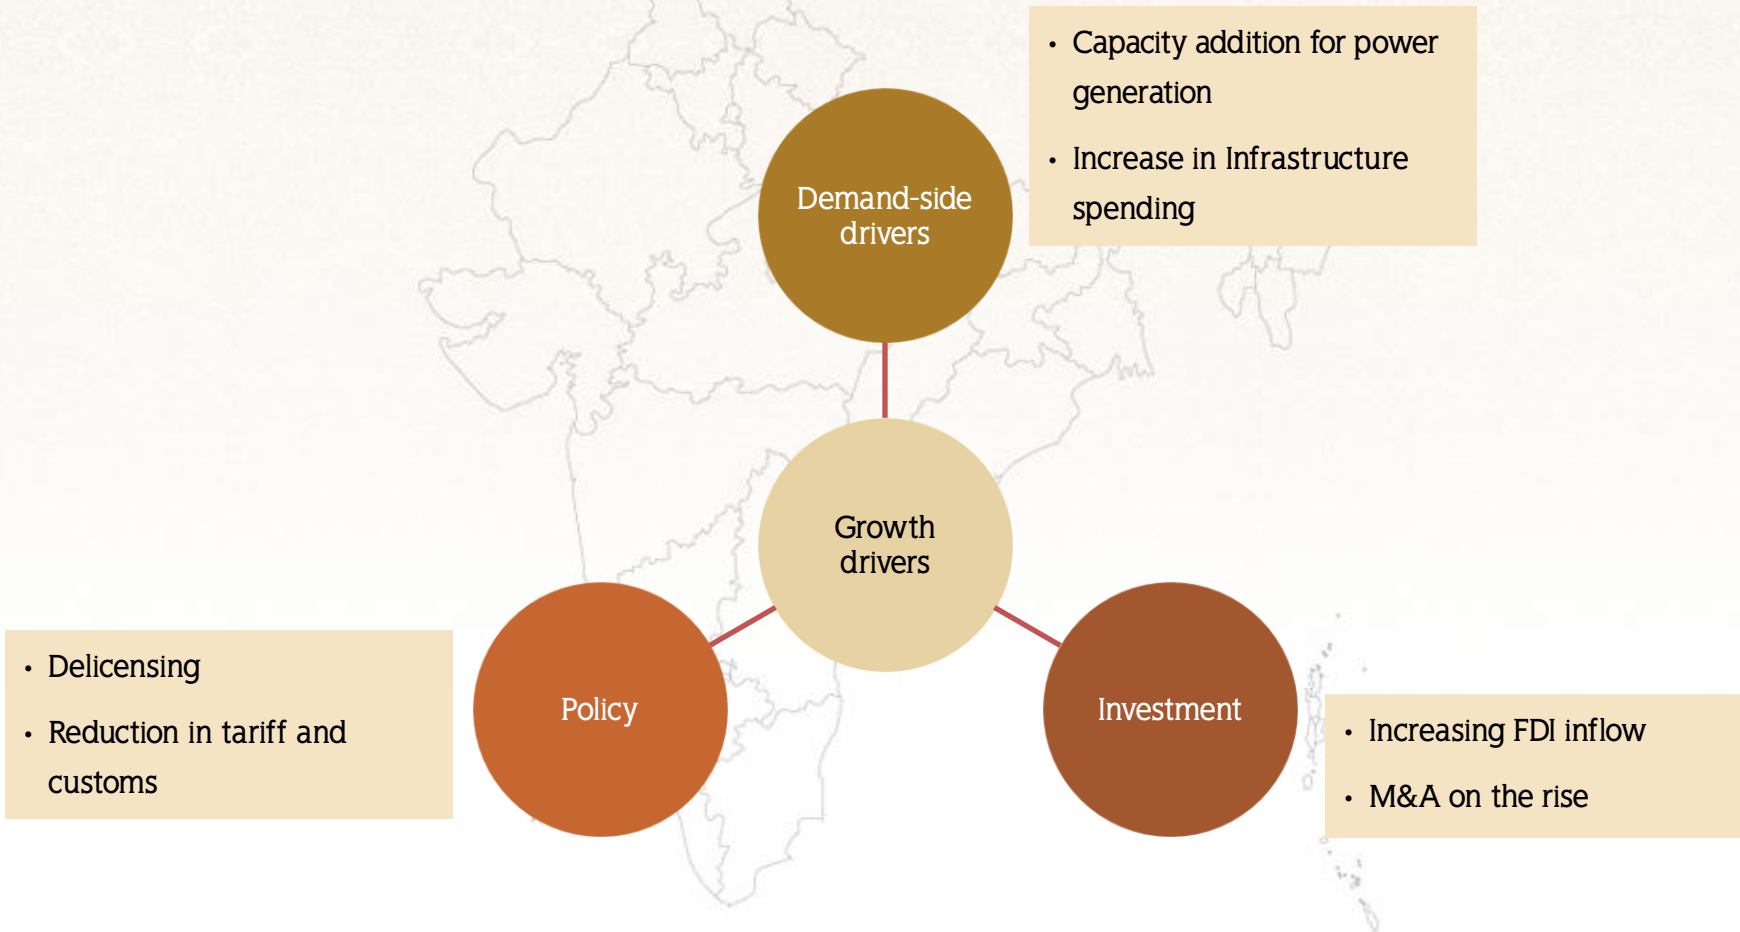 • Capacity addition for power
generation
• Increase in Infrastructure
spending
Demand-side
drivers
Growth
drivers
• Delicensing
• Reduction in tariff and
customs
Policy
Investment
• Increasing FDI inflow
• M&A on the rise